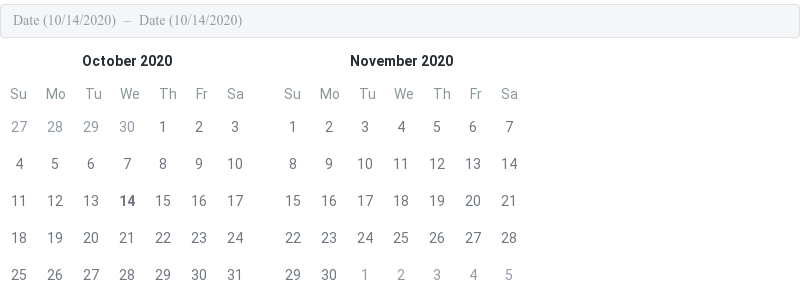 Date (10/14/2020) – Date (10/14/2020)
October 2020
Su Mo Tu We Th Fr Sa
27 28 29 30 1 2 3
4 5 6 7 8 9 10
11 12 13 14 15 16 17
18 19 20 21 22 23 24
25 26 27 28 29 30 31
November 2020
Su Mo Tu We Th Fr Sa
1 2 3 4 5 6 7
8 9 10 11 12 13 14
15 16 17 18 19 20 21
22 23 24 25 26 27 28
29 30 1 2 3 4 5